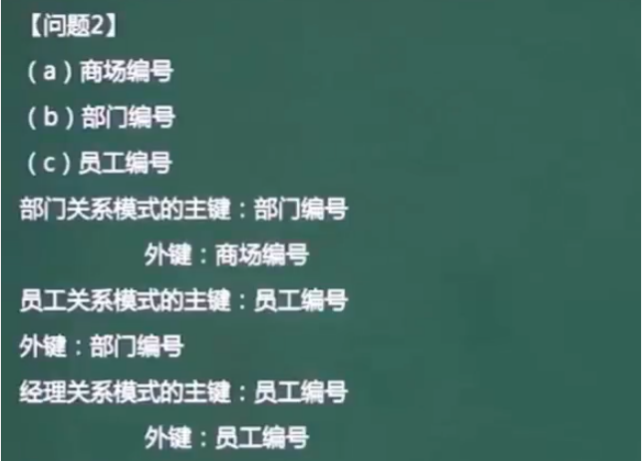 【问题2】
（a）商场编号
（b）部门编号
（c）员工编号
部门关系模式的主键：部门编号
外键：商场编号
员工关系模式的主键：员工编号
外键：部门编号
经理关系模式的主键：员工编号
外键：员工编号